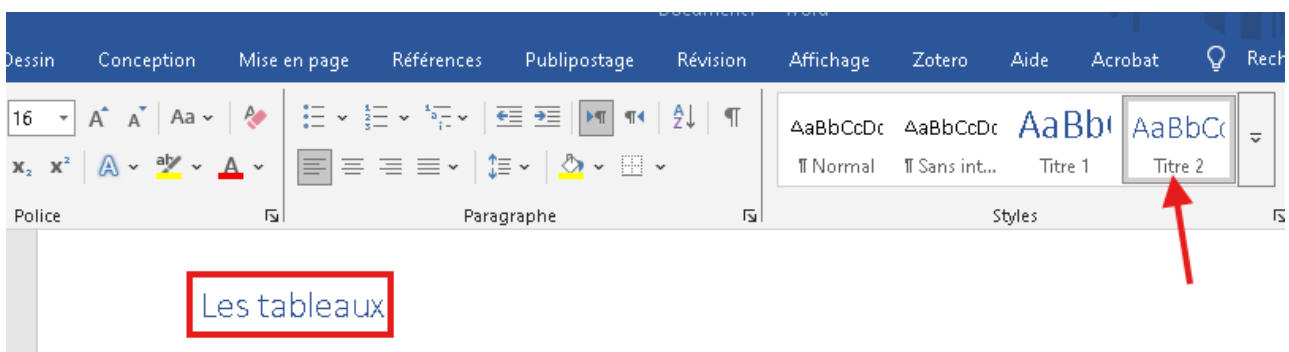 Dessin Conception Mise en page Références Publipostage Révision Affichage Zotero Aide Acrobat Rech
16 Aa
AaBbCcDc AaBbCcDc AaBb( AaBbC(
¶ Normal ¶ Sans int... Titre 1 Titre 2
Police Paragraphe Styles
Les tableaux